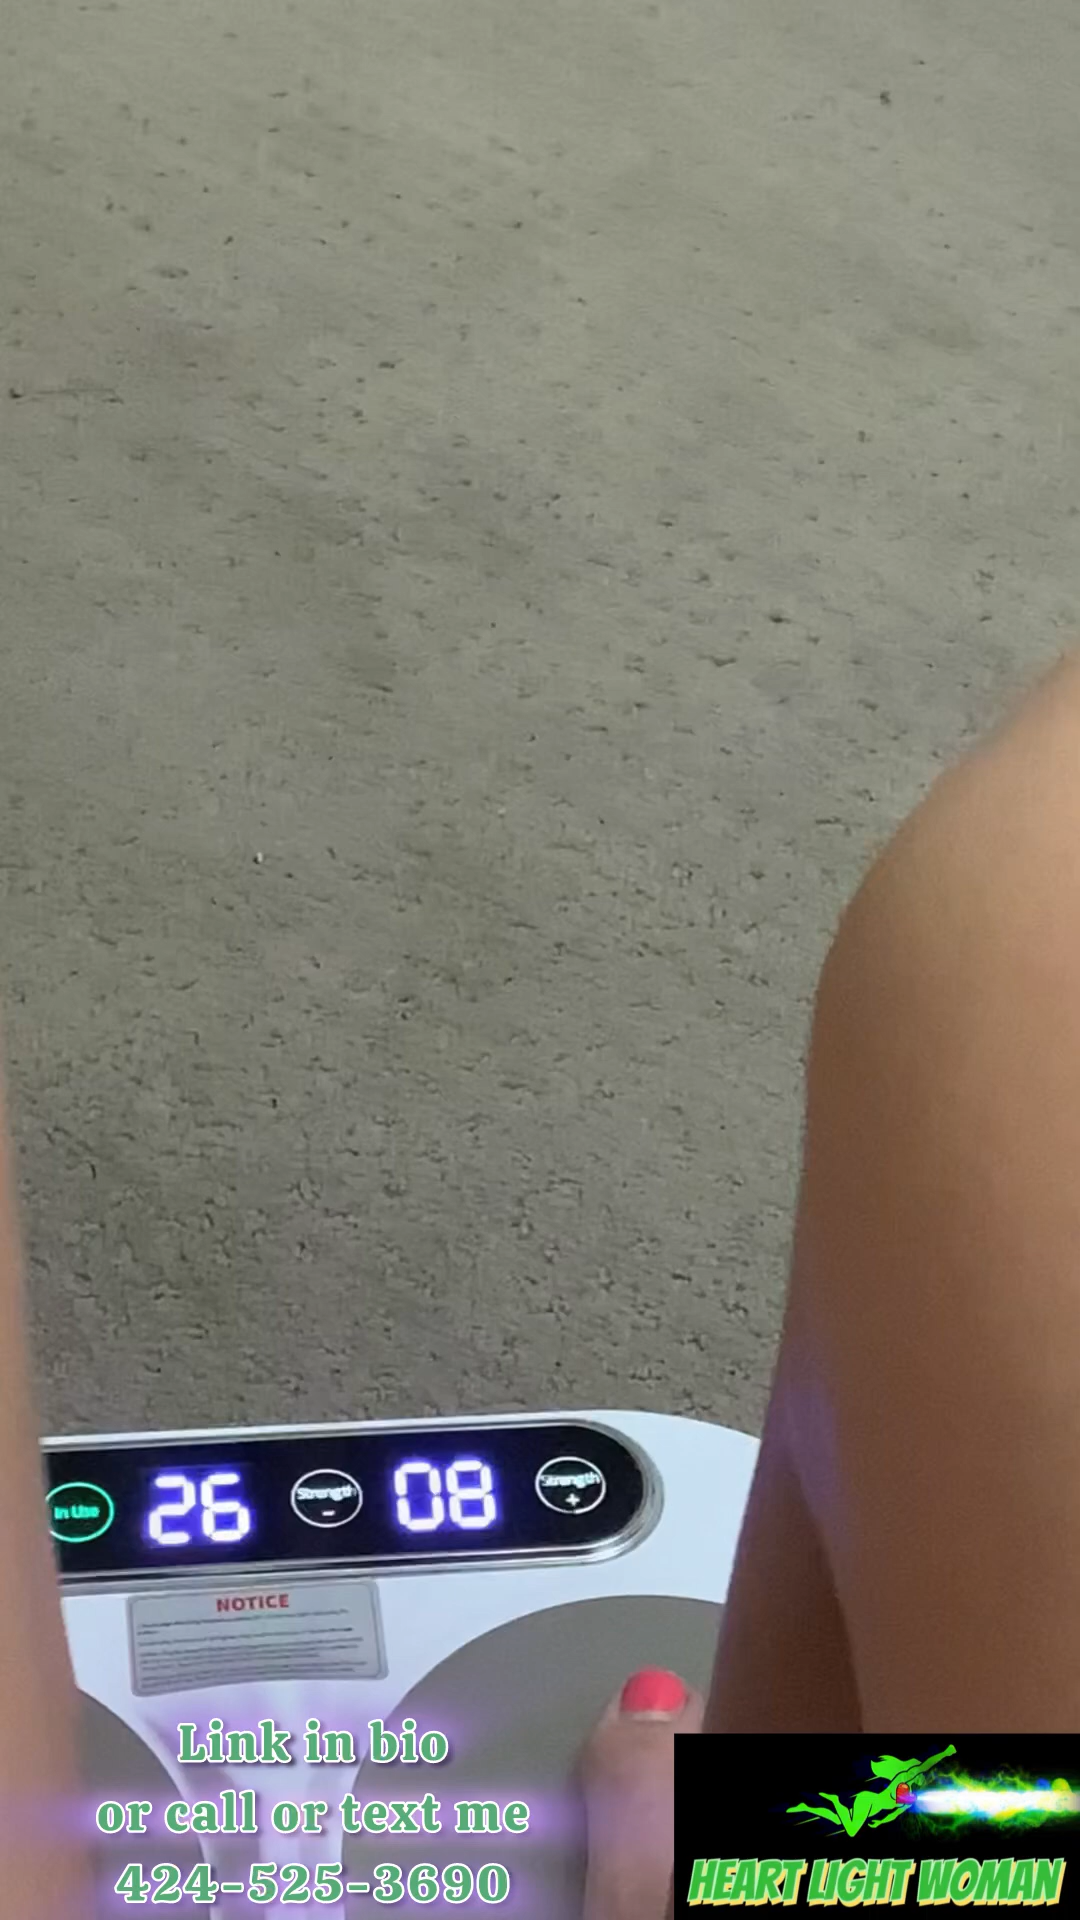 In Use
26
Strength
-
08
Strength
+
NOTICE
Link in bio
or call or text me
424-525-3690
HEART LIGHT WOMAN